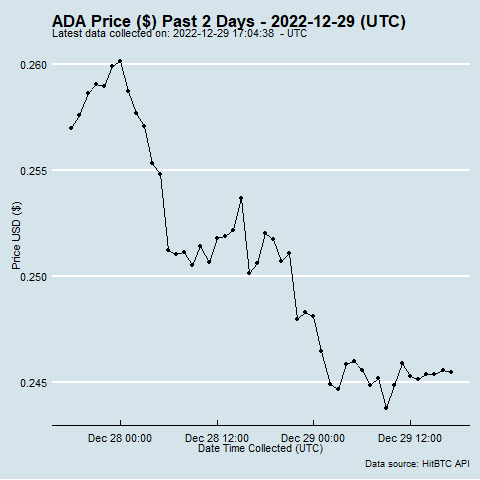 ADA Price ($) Past 2 Days - 2022-12-29 (UTC)
Latest data collected on: 2022-12-29 17:04:38 - UTC
0.260
0.255
0.250
0.245
Price USD ($)
Dec 28 00:00 Dec 28 12:00 Dec 29 00:00 Dec 29 12:00
Date Time Collected (UTC)
Data source: HitBTC API